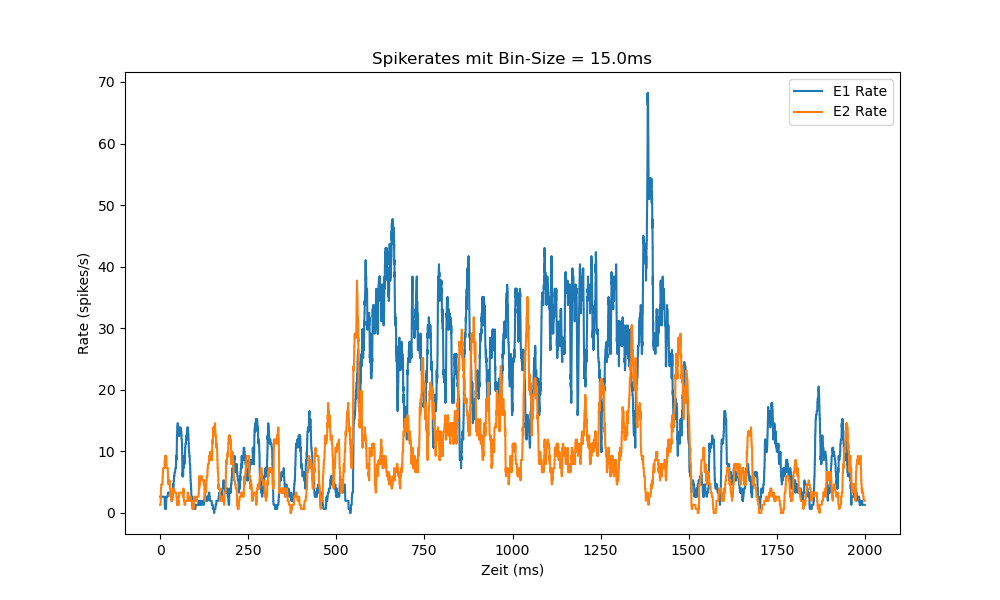 Spikerates mit Bin-Size = 15.0ms
70
60
50
40
30
20
10
0
Rate (spikes/s)
E1 Rate
E2 Rate
0 250 500 750 1000 1250 1500 1750 2000
Zeit (ms)